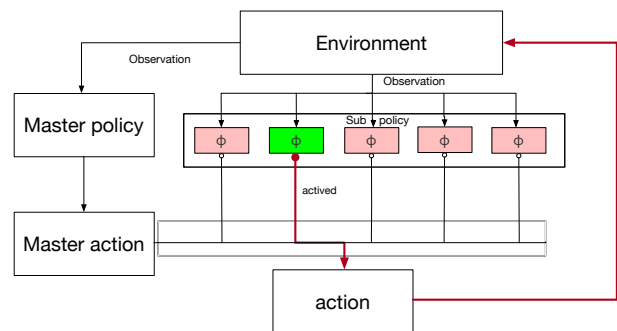 Environment
Observation
Observation
Master policy
Sub policy
ϕ ϕ ϕ ϕ ϕ
actived
Master action
action